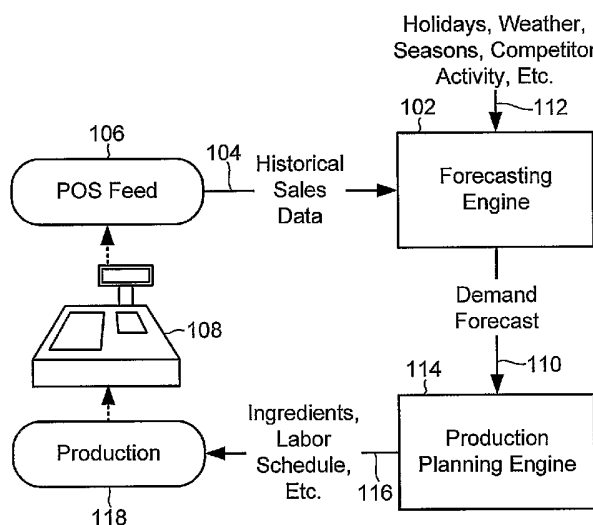 Holidays, Weather,
Seasons, Competitor
Activity, Etc.
106
104
102
112
POS Feed
Historical
Sales
Data
Forecasting
Engine
108
Demand
Forecast
110
114
Production
Ingredients,
Labor
Schedule,
Etc.
116
Production
Planning Engine
118